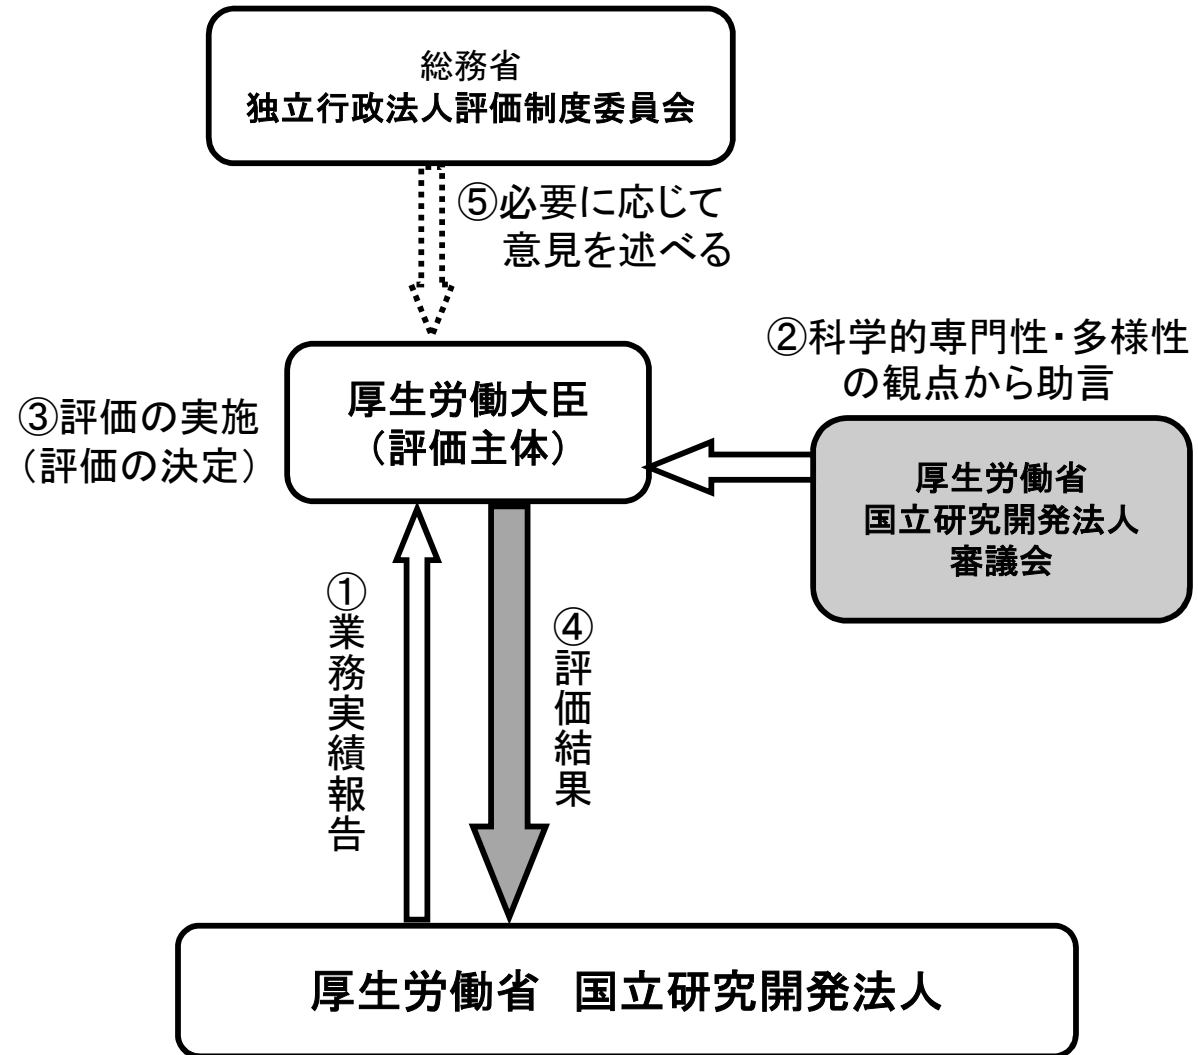 総務省
独立行政法人評価制度委員会
⑤必要に応じて
意見を述べる
②科学的専門性・多様性
の観点から助言
厚生労働大臣
（評価主体）
③評価の実施
（評価の決定）
厚生労働省
国立研究開発法人
審議会
①業務実績報告
④評価結果
厚生労働省　国立研究開発法人